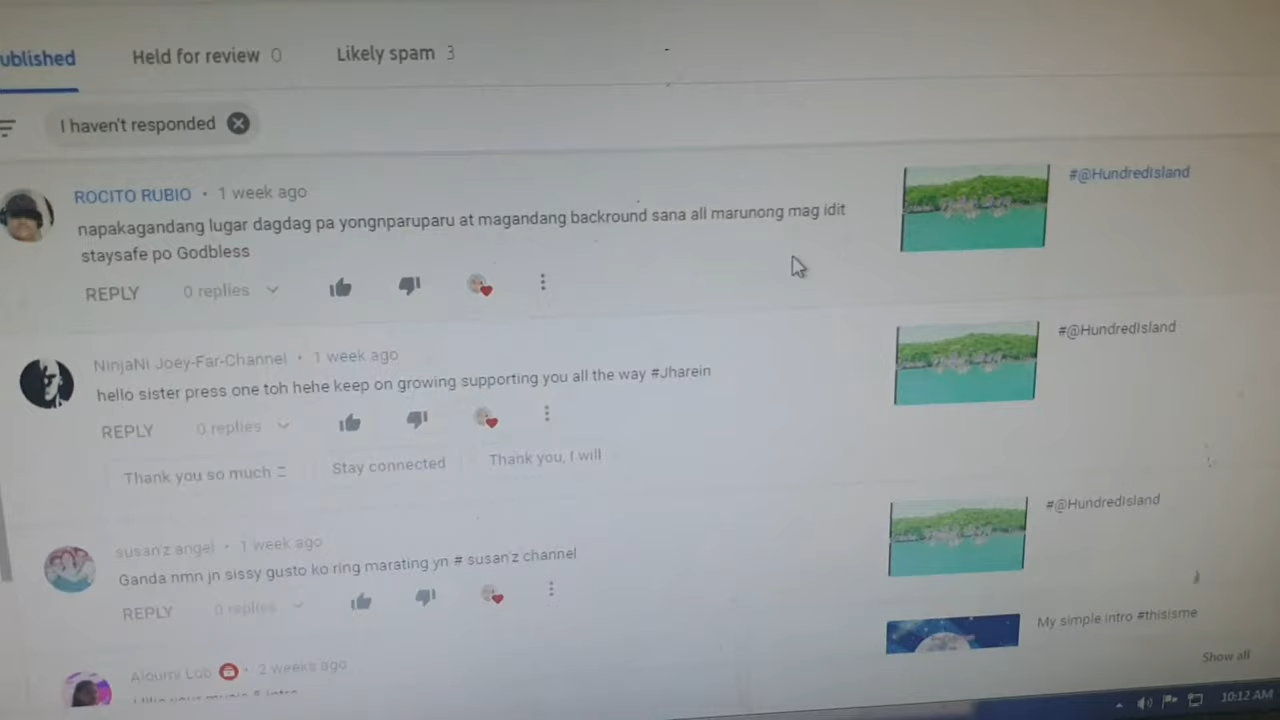 ublished Held for review 0 Likely spam 3
I haven't responded
ROCITO RUBIO • 1 week ago
napakagandang lugar dagdag pa yongnparuparu at magandang backround sana all marunong mag idit
staysafe po Godbless
#@HundredIsland
REPLY 0 replies
NinjaNi Joey-Far-Channel • 1 week ago
hello sister press one toh hehe keep on growing supporting you all the way #Jharein
#@HundredIsland
REPLY 0 replies
Thank you so much Stay connected Thank you, I will
susan'z angel • 1 week ago
Ganda nmn jn sissy gusto ko ring marating yn # susan'z channel
#@HundredIsland
REPLY 0 replies
My simple intro #thisisme
Aloumi Lab • 2 weeks ago
Show all
10:12 AM